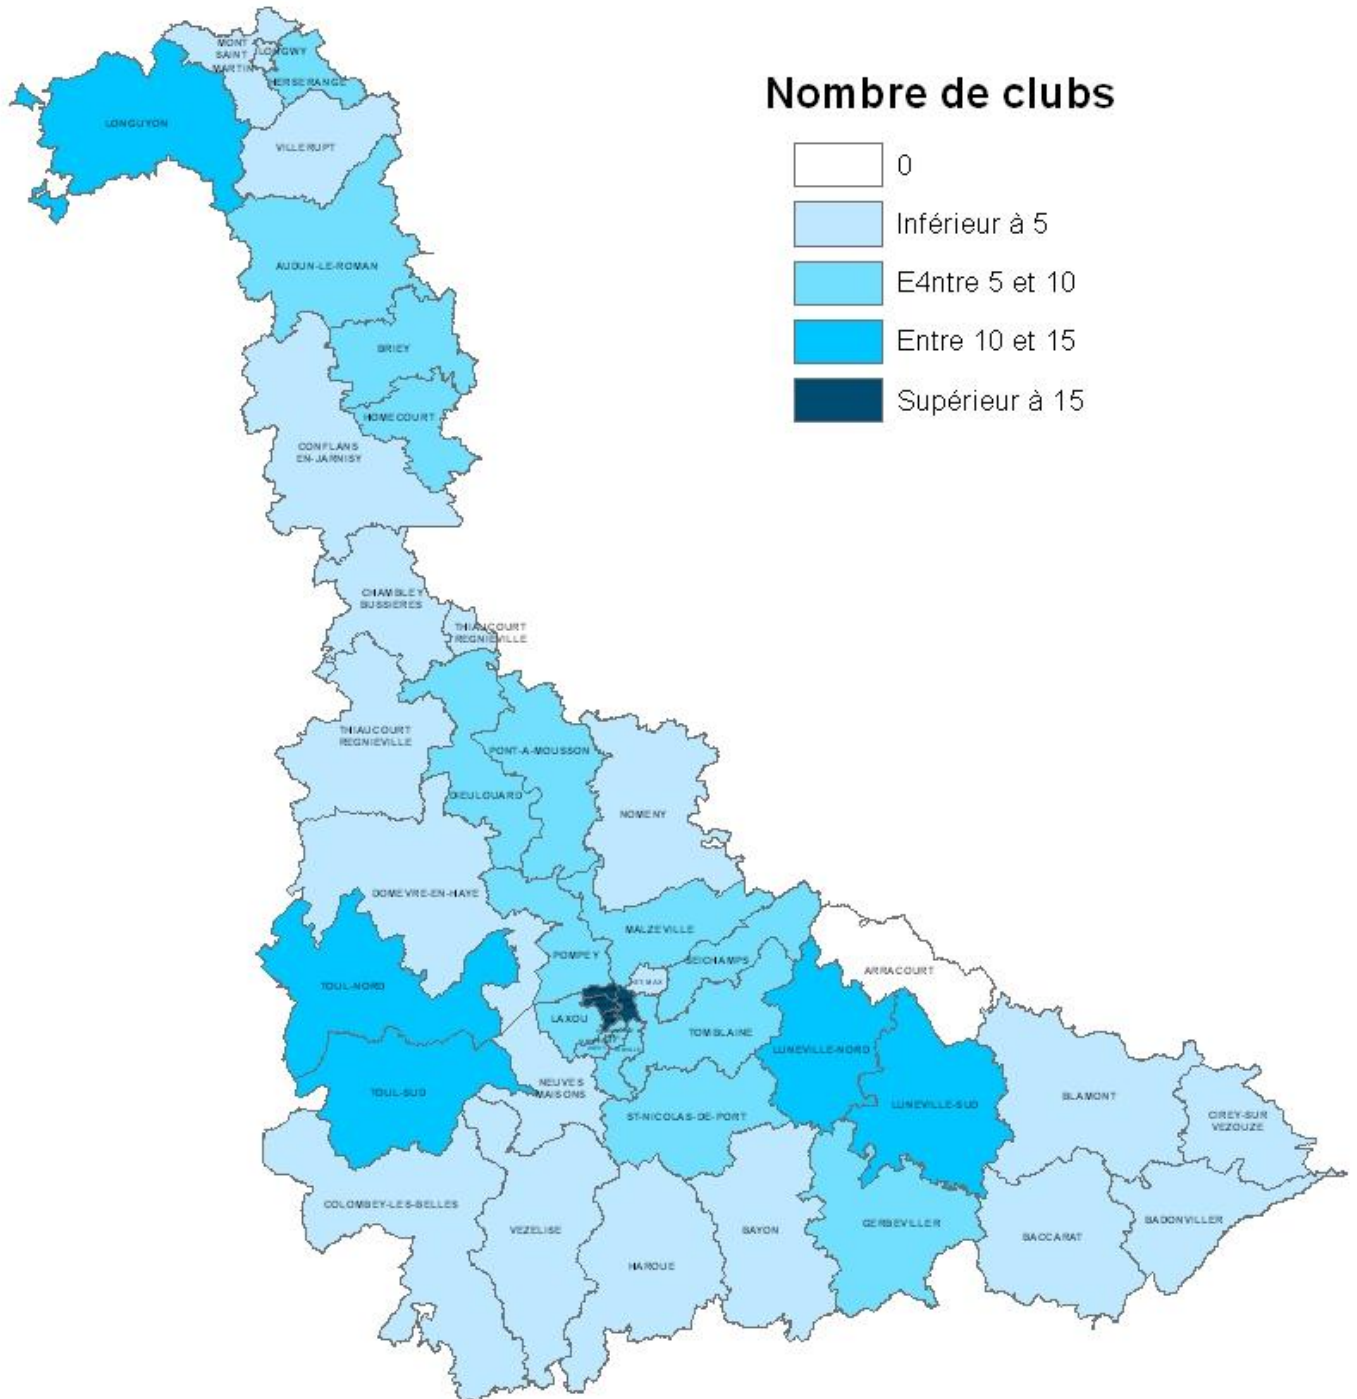 Nombre de clubs
0
Inférieur à 5
E4ntre 5 et 10
Entre 10 et 15
Supérieur à 15
MONT
SAINT
MARTIN
LONGWY
HERSERANGE
LONGUYON
VILLERUPT
AUDUN-LE-ROMAN
BRIEY
HOMECOURT
CONFLANS
EN-JARNISY
CHAMBLEY
BUSSIERES
THIAUCOURT
REGNIEVILLE
THIAUCOURT
REGNIEVILLE
PONT-A-MOUSSON
DIEULOUARD
NOMENY
DOMEVRE-EN-HAYE
MALZEVILLE
POMPEY
SEICHAMPS
ARRACOURT
ST-MAX
TOUL-NORD
LAXOU
TOMBLAINE
LUNEVILLE-NORD
NEUVES
MAISONS
TOUL-SUD
LUNEVILLE-SUD
BLAMONT
ST-NICOLAS-DE-PORT
CIREY-SUR
VEZOUZE
COLOMBEY-LES-BELLES
VEZELISE
BAYON
GERBEVILLER
BADONVILLER
BACCARAT
HAROUE